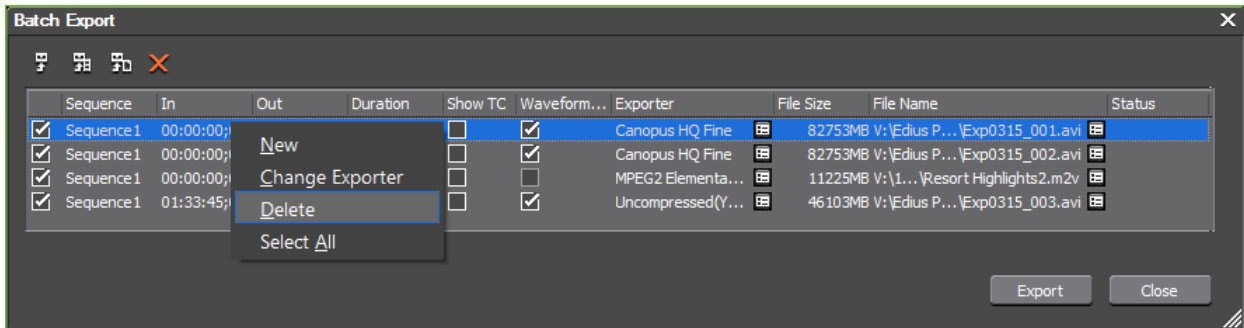 Batch Export
Sequence In Out Duration Show TC Waveform... Exporter File Size File Name Status
Sequence1 00:00:00; Canopus HQ Fine 82753MB V:\Edius P...\Exp0315_001.avi
Sequence1 00:00:00; Canopus HQ Fine 82753MB V:\Edius P...\Exp0315_002.avi
Sequence1 00:00:00; MPEG2 Elementa... 11225MB V:\1...\Resort Highlights2.m2v
Sequence1 01:33:45; Uncompressed(Y... 46103MB V:\Edius P...\Exp0315_003.avi
New
Change Exporter
Delete
Select All
Export Close